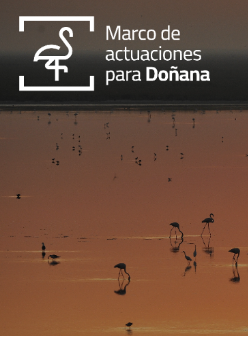 Marco de
actuaciones
para Doñana